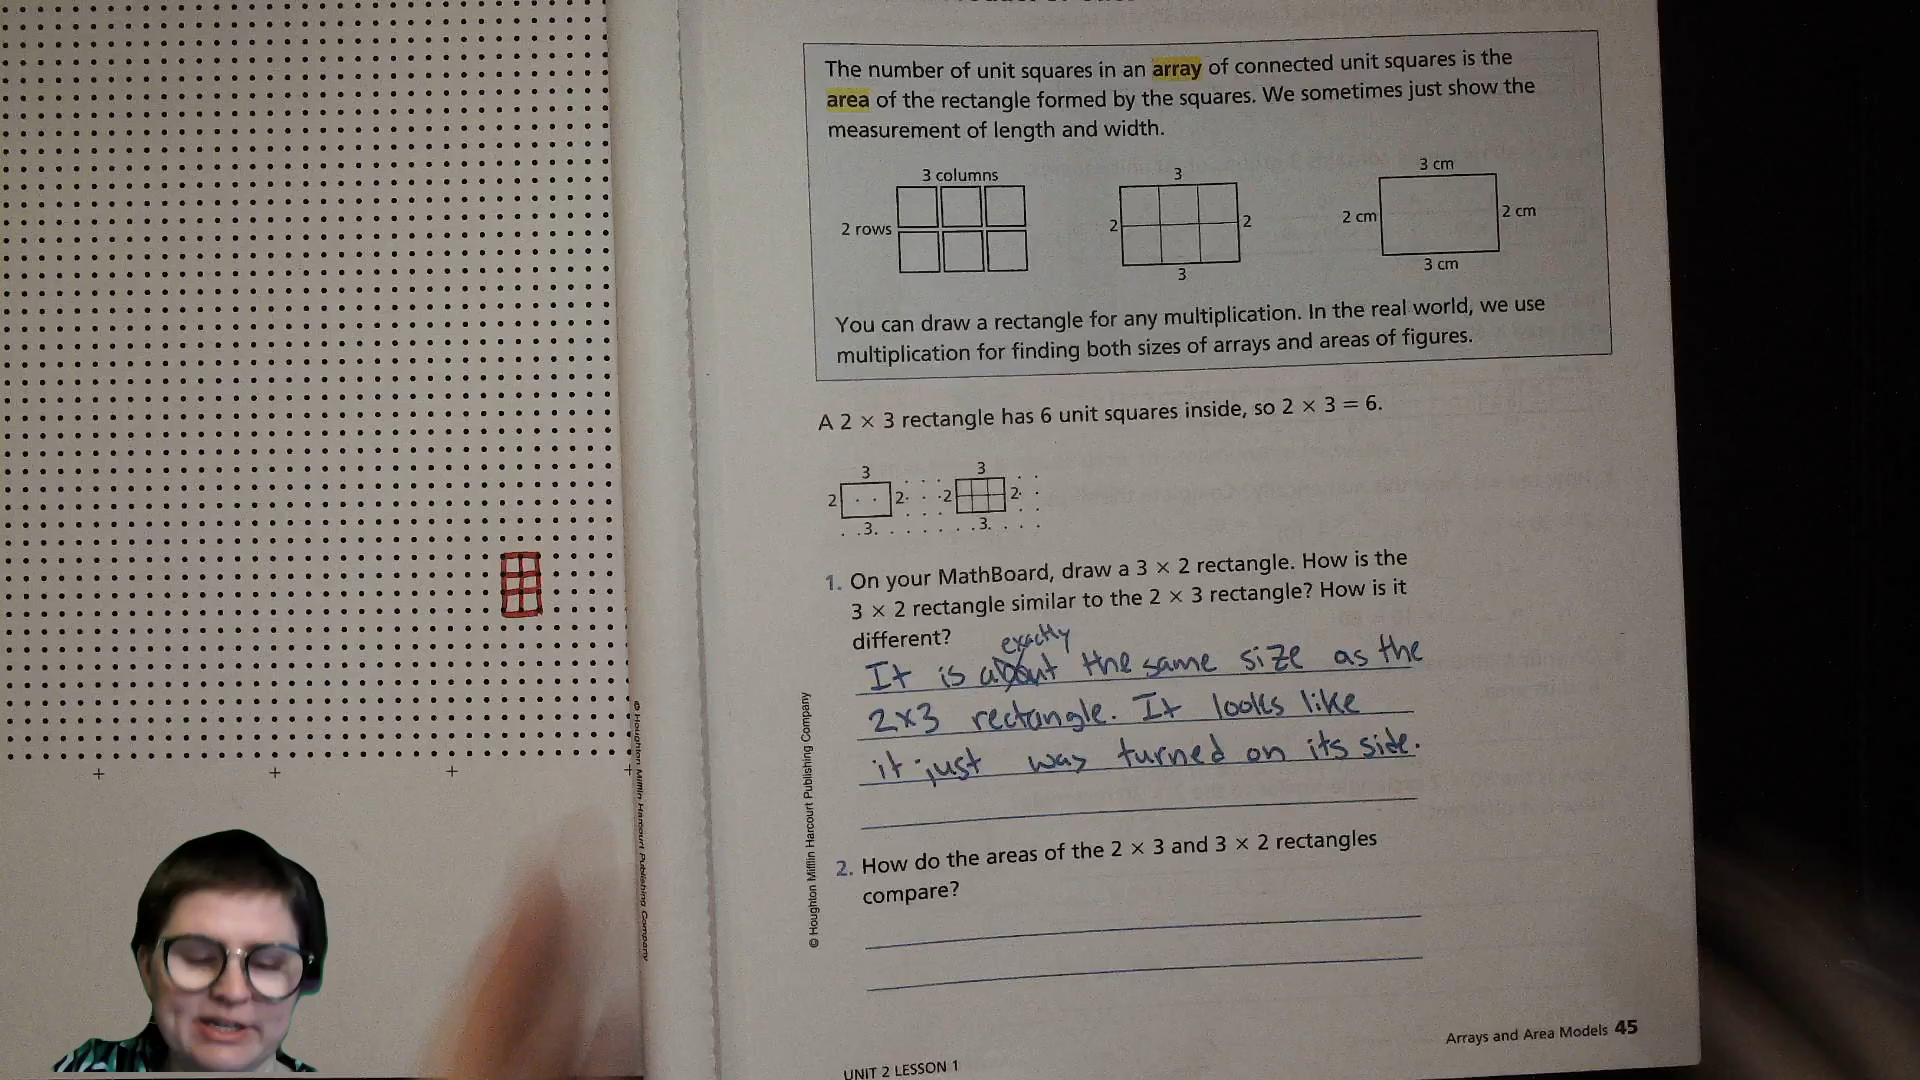 The number of unit squares in an array of connected unit squares is the
area of the rectangle formed by the squares. We sometimes just show the
measurement of length and width.
3 columns
2 rows
3
2
2
3
3 cm
2 cm
2 cm
3 cm
You can draw a rectangle for any multiplication. In the real world, we use
multiplication for finding both sizes of arrays and areas of figures.
A 2 × 3 rectangle has 6 unit squares inside, so 2 × 3 = 6.
3
2
2
3
3
2
2
3
1. On your MathBoard, draw a 3 × 2 rectangle. How is the
3 × 2 rectangle similar to the 2 × 3 rectangle? How is it
different?
exactly
It is about the same size as the
2x3 rectangle. It looks like
it just was turned on its side.
2. How do the areas of the 2 × 3 and 3 × 2 rectangles
compare?
© Houghton Mifflin Harcourt Publishing Company
© Houghton Mifflin Harcourt Publishing Company
UNIT 2 LESSON 1
Arrays and Area Models 45